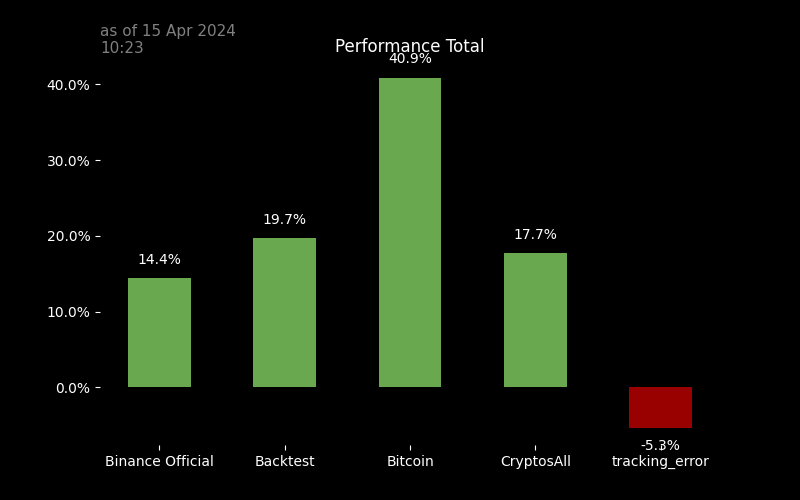 as of 15 Apr 2024
10:23
Performance Total
40.9%
40.0%
30.0%
19.7%
17.7%
20.0%
14.4%
10.0%
0.0%
-5.3%
Binance Official
Backtest
Bitcoin
CryptosAll
tracking_error